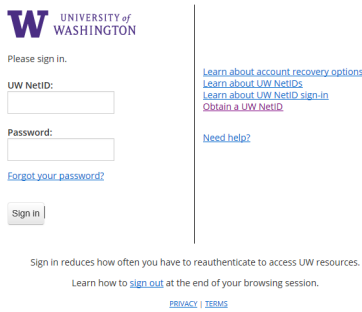 W UNIVERSITY of
WASHINGTON
Please sign in.
UW NetID:
Password:
Forgot your password?
Sign in
Learn about account recovery options
Learn about UW NetIDs
Learn about UW NetID sign-in
Obtain a UW NetID
Need help?
Sign in reduces how often you have to reauthenticate to access UW resources.
Learn how to sign out at the end of your browsing session.
PRIVACY | TERMS